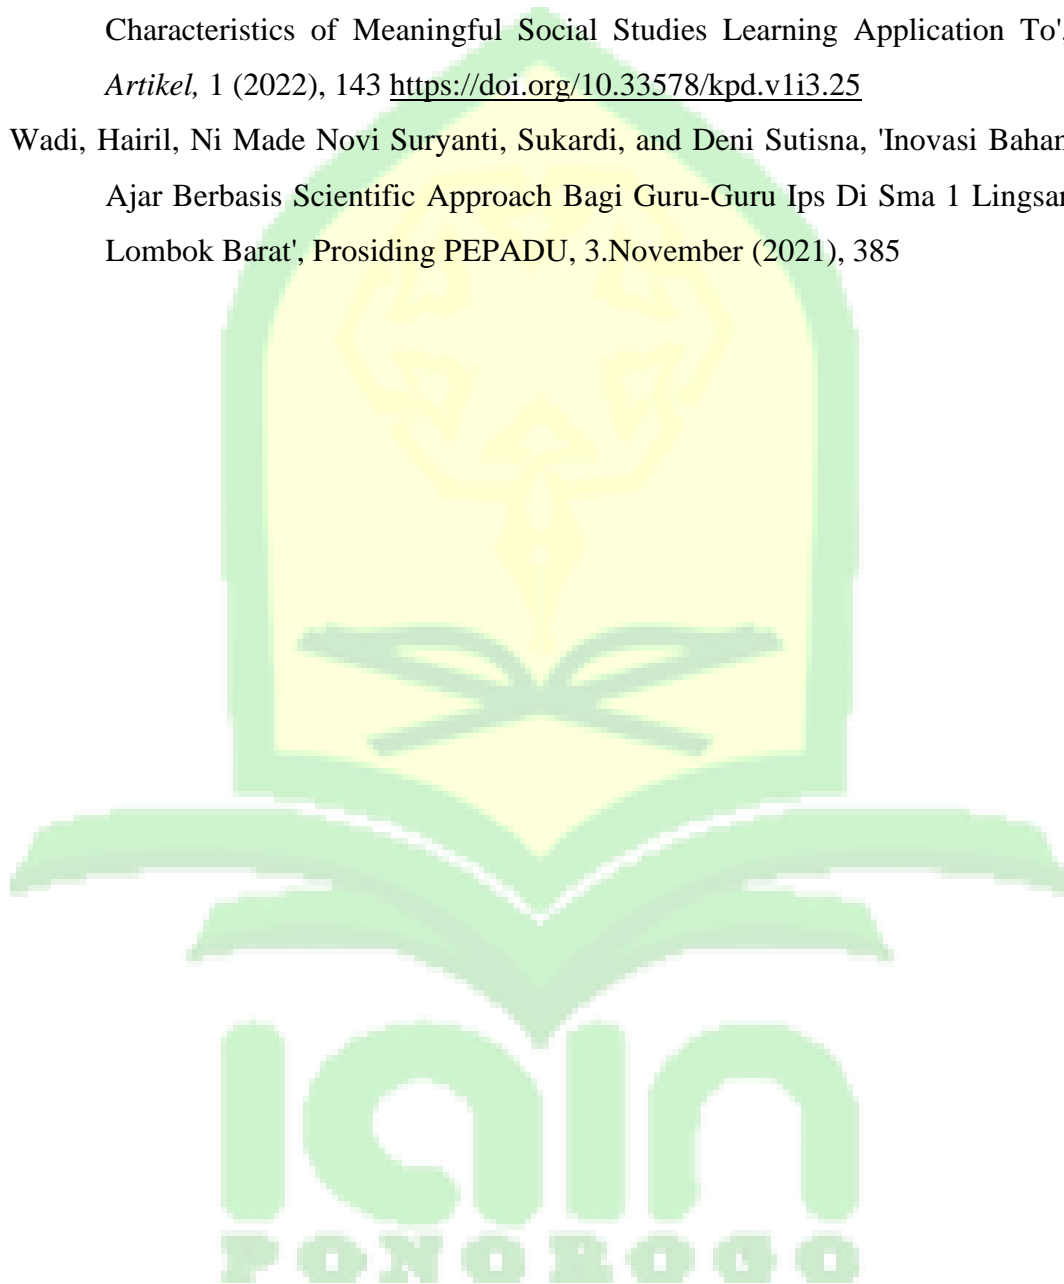 Characteristics of Meaningful Social Studies Learning Application To',
Artikel, 1 (2022), 143 https://doi.org/10.33578/kpd.v1i3.25
Wadi, Hairil, Ni Made Novi Suryanti, Sukardi, and Deni Sutisna, 'Inovasi Bahan
Ajar Berbasis Scientific Approach Bagi Guru-Guru Ips Di Sma 1 Lingsar
Lombok Barat', Prosiding PEPADU, 3.November (2021), 385
iain
PONOROGO